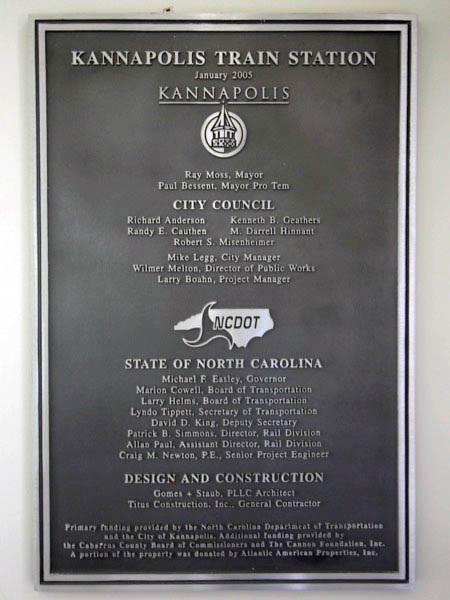 KANNAPOLIS TRAIN STATION
January 2005
KANNAPOLIS
Ray Moss, Mayor
Paul Bessent, Mayor Pro Tem
CITY COUNCIL
Richard Anderson Kenneth B. Geathers
Randy E. Cauthen M. Darrell Hinnant
Robert S. Misenheimer
Mike Legg, City Manager
Wilmer Melton, Director of Public Works
Larry Boahn, Project Manager
NCDOT
STATE OF NORTH CAROLINA
Michael F. Easley, Governor
Marion Cowell, Board of Transportation
Larry Helms, Board of Transportation
Lyndo Tippett, Secretary of Transportation
David D. King, Deputy Secretary
Patrick B. Simmons, Director, Rail Division
Allan Paul, Assistant Director, Rail Division
Craig M. Newton, P.E., Senior Project Engineer
DESIGN AND CONSTRUCTION
Gomes + Staub, PLLC Architect
Titus Construction, Inc., General Contractor
Primary funding provided by the North Carolina Department of Transportation
and the City of Kannapolis. Additional funding provided by
the Cabarrus County Board of Commissioners and The Cannon Foundation, Inc.
A portion of the property was donated by Atlantic American Properties, Inc.